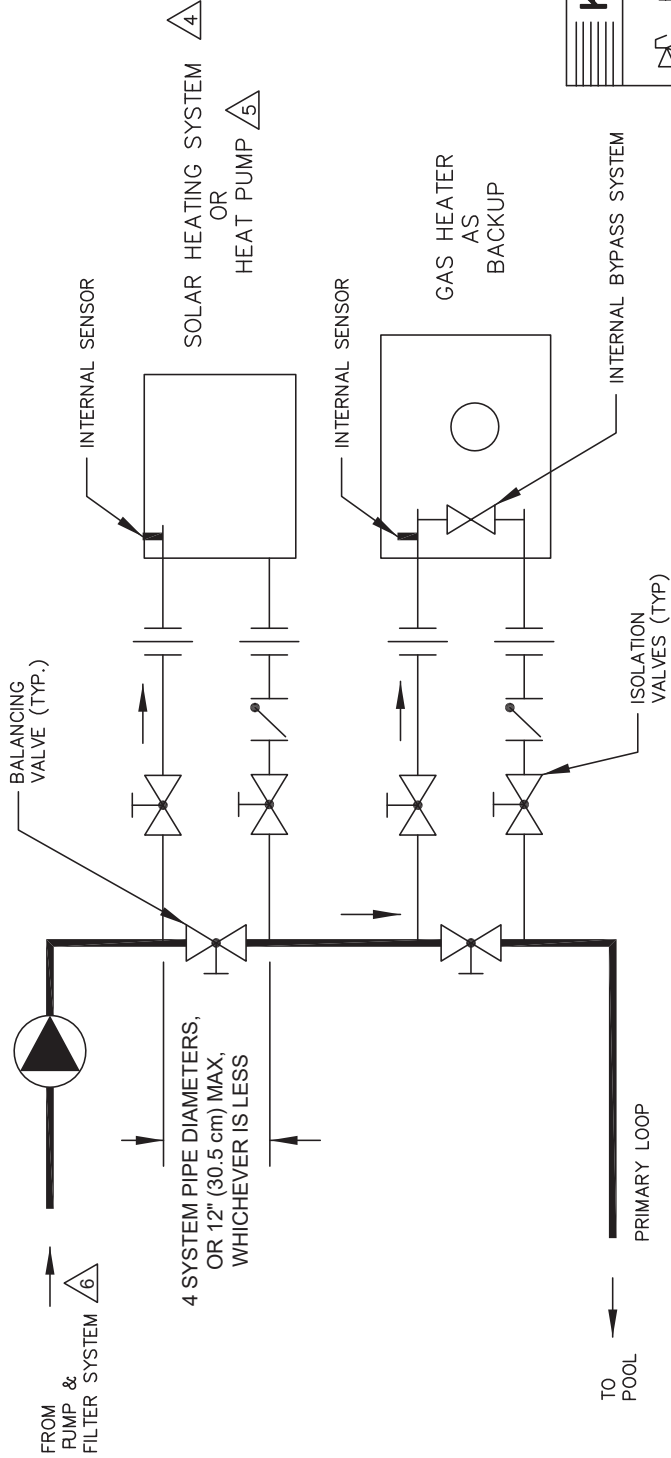 FROM
PUMP &
FILTER SYSTEM
6
BALANCING
VALVE (TYP.)
INTERNAL SENSOR
SOLAR HEATING SYSTEM
OR
HEAT PUMP
4
5
4 SYSTEM PIPE DIAMETERS,
OR 12" (30.5 cm) MAX,
WHICHEVER IS LESS
INTERNAL SENSOR
GAS HEATER
AS
BACKUP
INTERNAL BYPASS SYSTEM
ISOLATION
VALVES (TYP)
TO
POOL
PRIMARY LOOP